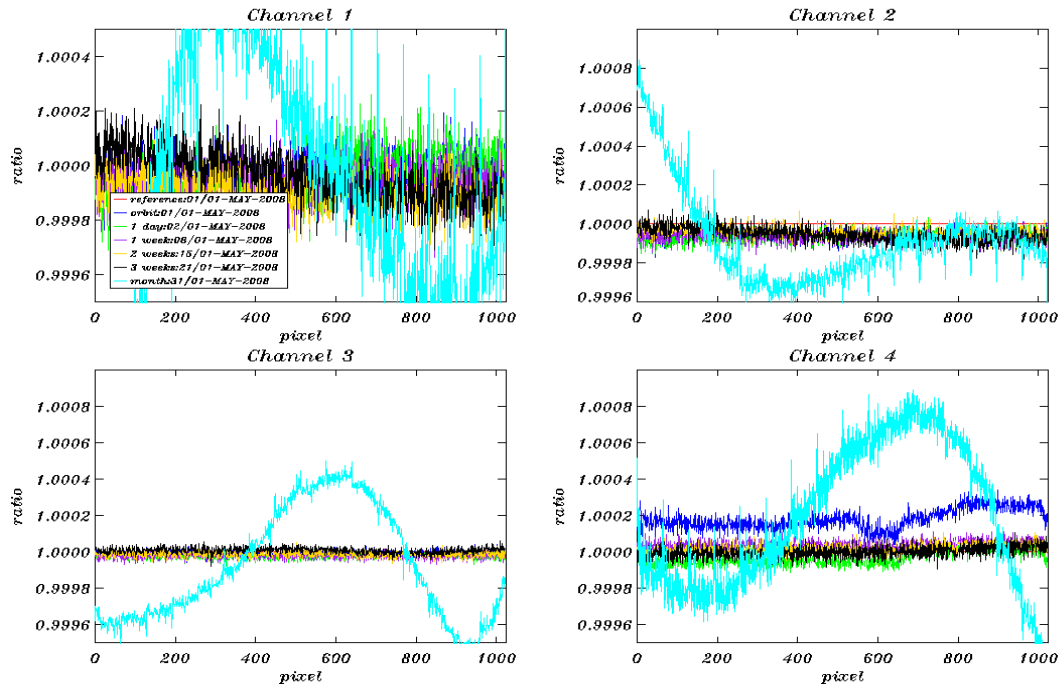 Channel 1
1.0004
1.0002
1.0000
0.9998
0.9996
ratio
reference:01/01-MAY-2008
orbit:01/01-MAY-2008
1 day:02/01-MAY-2008
1 week:08/01-MAY-2008
2 weeks:15/01-MAY-2008
3 weeks:21/01-MAY-2008
month:31/01-MAY-2008
0 200 400 600 800 1000
pixel
Channel 2
1.0008
1.0006
1.0004
1.0002
1.0000
0.9998
0.9996
ratio
0 200 400 600 800 1000
pixel
Channel 3
1.0008
1.0006
1.0004
1.0002
1.0000
0.9998
0.9996
ratio
0 200 400 600 800 1000
pixel
Channel 4
1.0008
1.0006
1.0004
1.0002
1.0000
0.9998
0.9996
ratio
0 200 400 600 800 1000
pixel